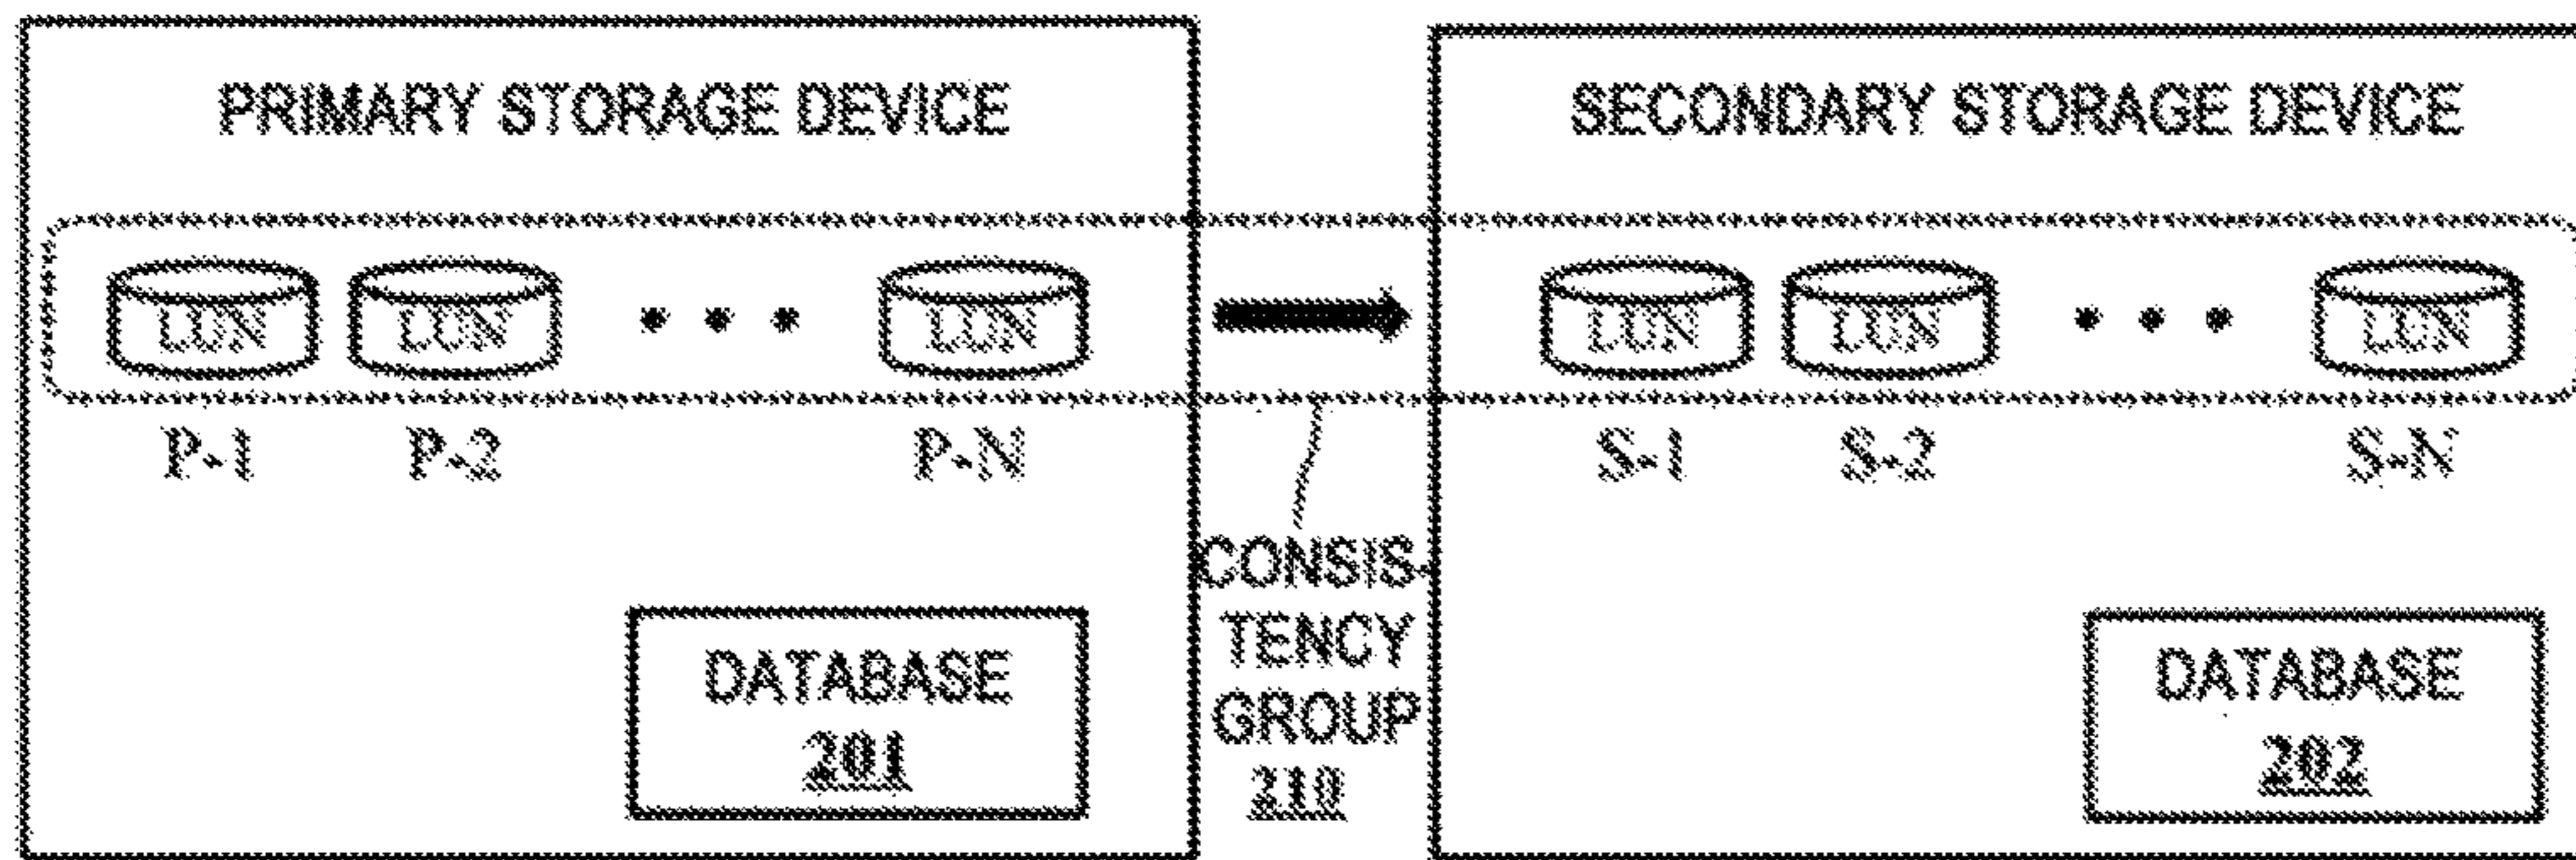 PRIMARY STORAGE DEVICE
LUN LUN • • • LUN
P-1 P-2 P-N
DATABASE
201
CONSIS-
TENCY
GROUP
210
SECONDARY STORAGE DEVICE
LUN LUN • • • LUN
S-1 S-2 S-N
DATABASE
202